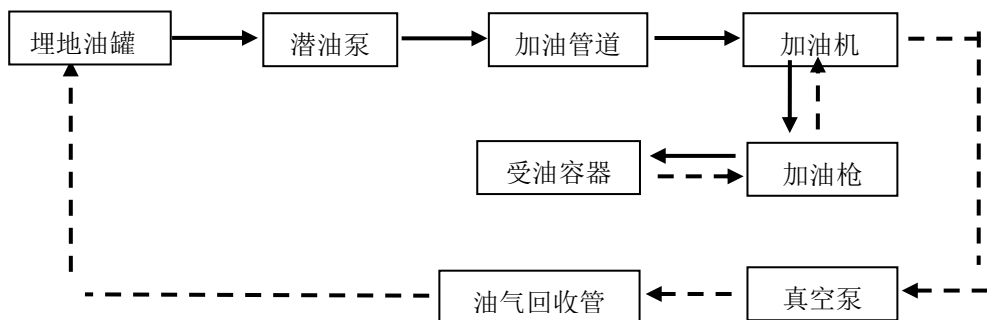 埋地油罐
潜油泵
加油管道
加油机
受油容器
加油枪
油气回收管
真空泵